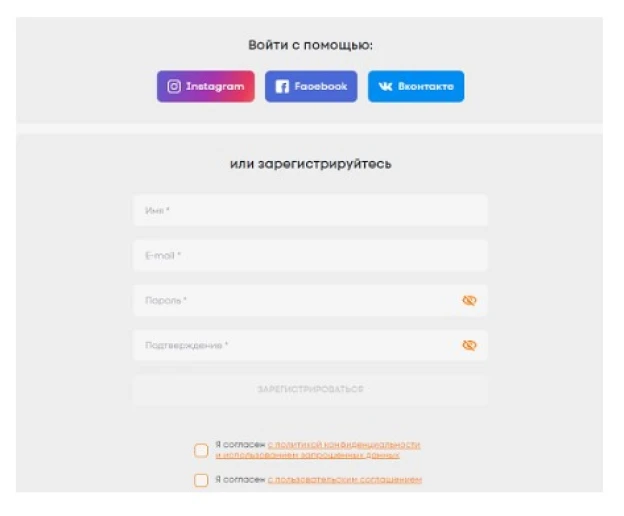 Войти с помощью:
Instagram
Facebook
Вконтакте
или зарегистрируйтесь
Имя *
E-mail *
Пароль *
Подтверждение *
ЗАРЕГИСТРИРОВАТЬСЯ
Я согласен с политикой конфиденциальности
и использованием запрошенных данных
Я согласен с пользовательским соглашением